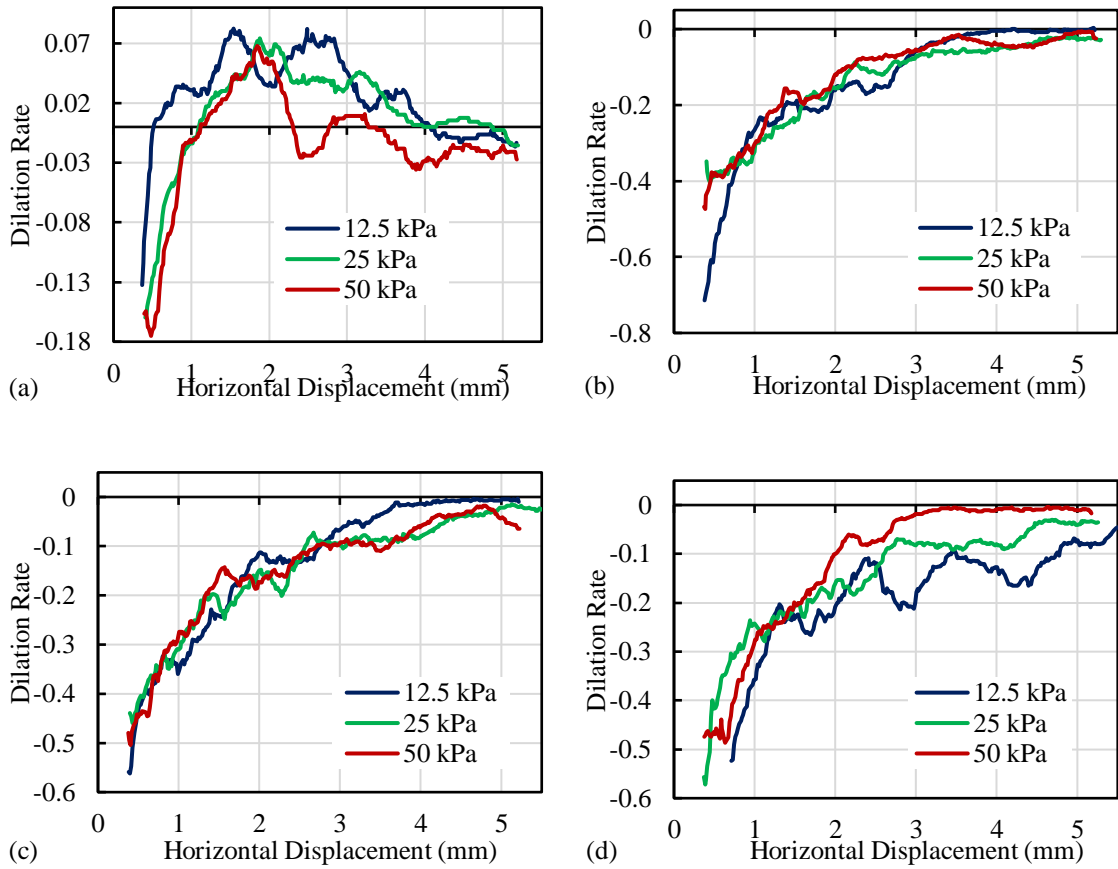 0.07
0.02
-0.03
-0.08
-0.13
-0.18
Dilation Rate
12.5 kPa
25 kPa
50 kPa
0 1 2 3 4 5
Horizontal Displacement (mm)
(a)
0
-0.2
-0.4
-0.6
-0.8
Dilation Rate
12.5 kPa
25 kPa
50 kPa
0 1 2 3 4 5
Horizontal Displacement (mm)
(b)
0
-0.1
-0.2
-0.3
-0.4
-0.5
-0.6
Dilation Rate
12.5 kPa
25 kPa
50 kPa
0 1 2 3 4 5
Horizontal Displacement (mm)
(c)
0
-0.1
-0.2
-0.3
-0.4
-0.5
-0.6
Dilation Rate
12.5 kPa
25 kPa
50 kPa
0 1 2 3 4 5
Horizontal Displacement (mm)
(d)